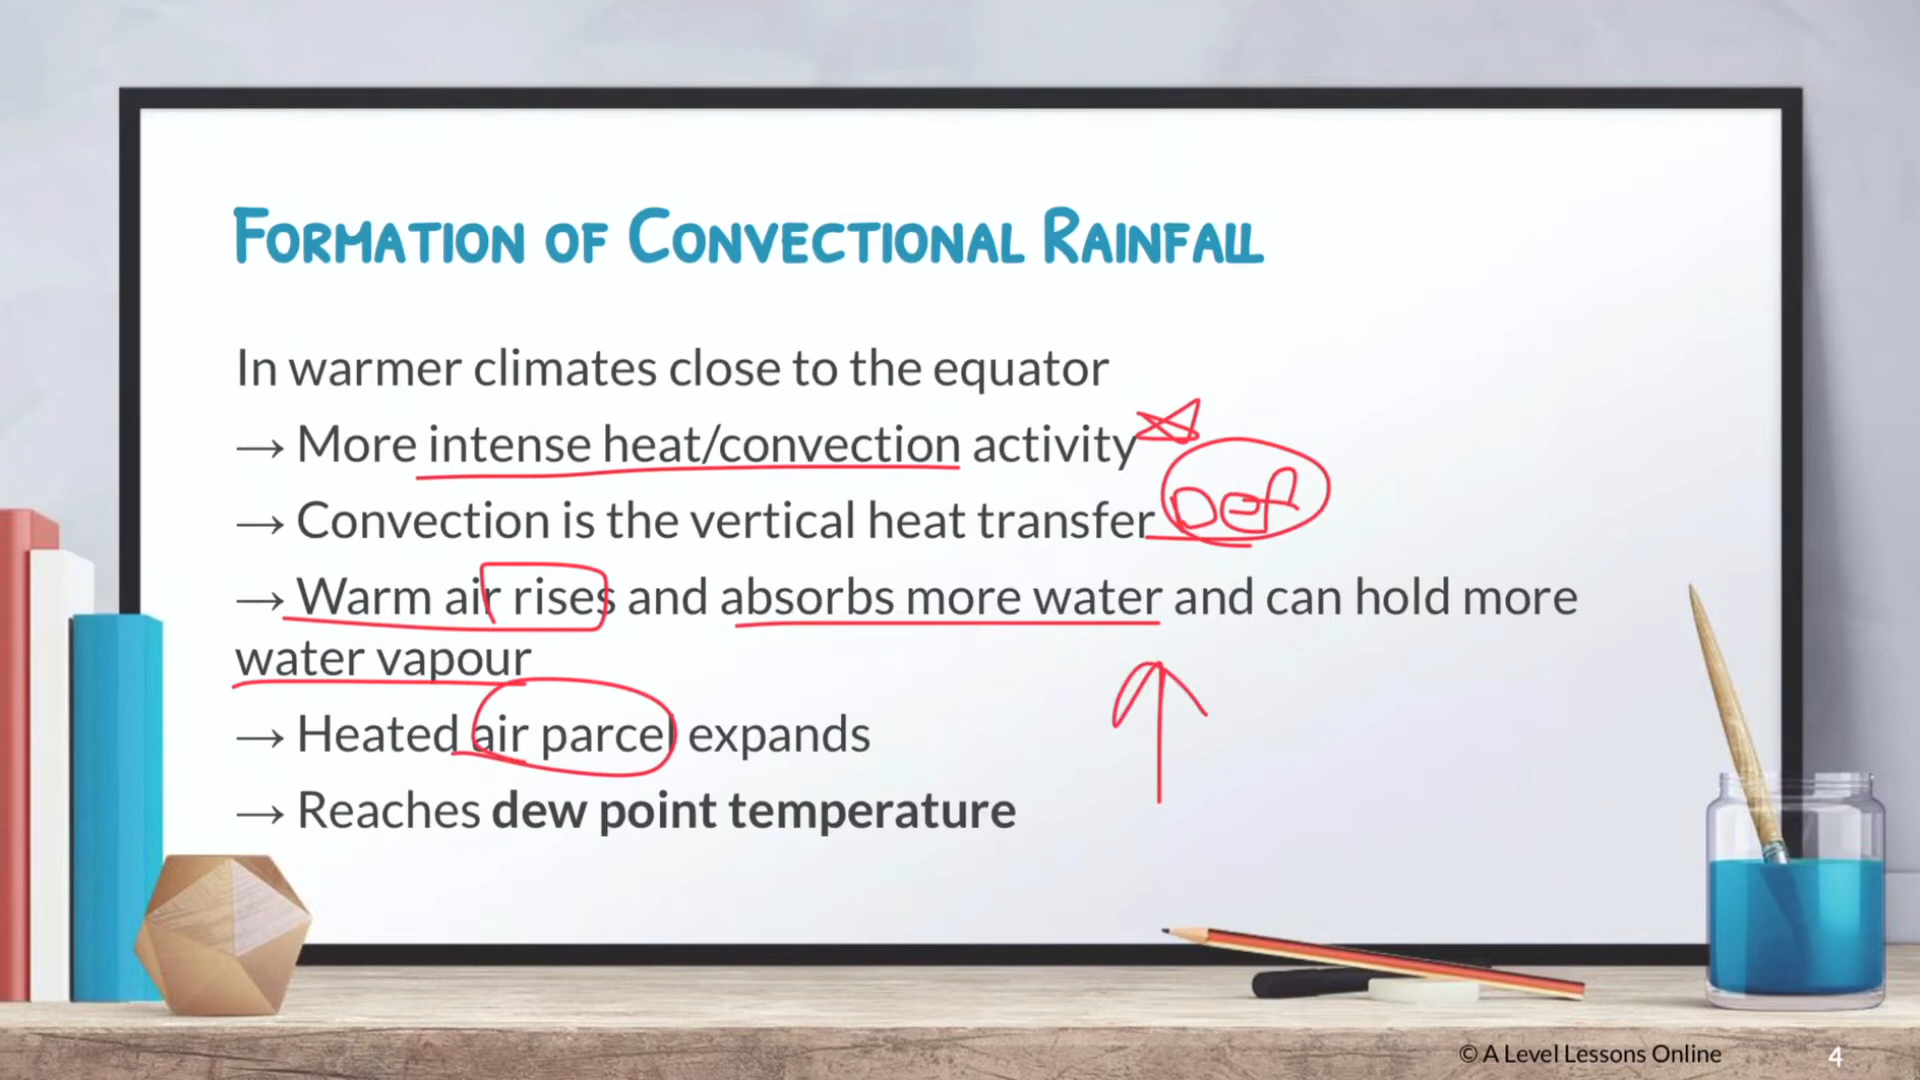 Formation of Convectional Rainfall
In warmer climates close to the equator
→ More intense heat/convection activity
→ Convection is the vertical heat transfer Def
→ Warm air rises and absorbs more water and can hold more
water vapour
→ Heated air parcel expands
→ Reaches dew point temperature
© A Level Lessons Online
4